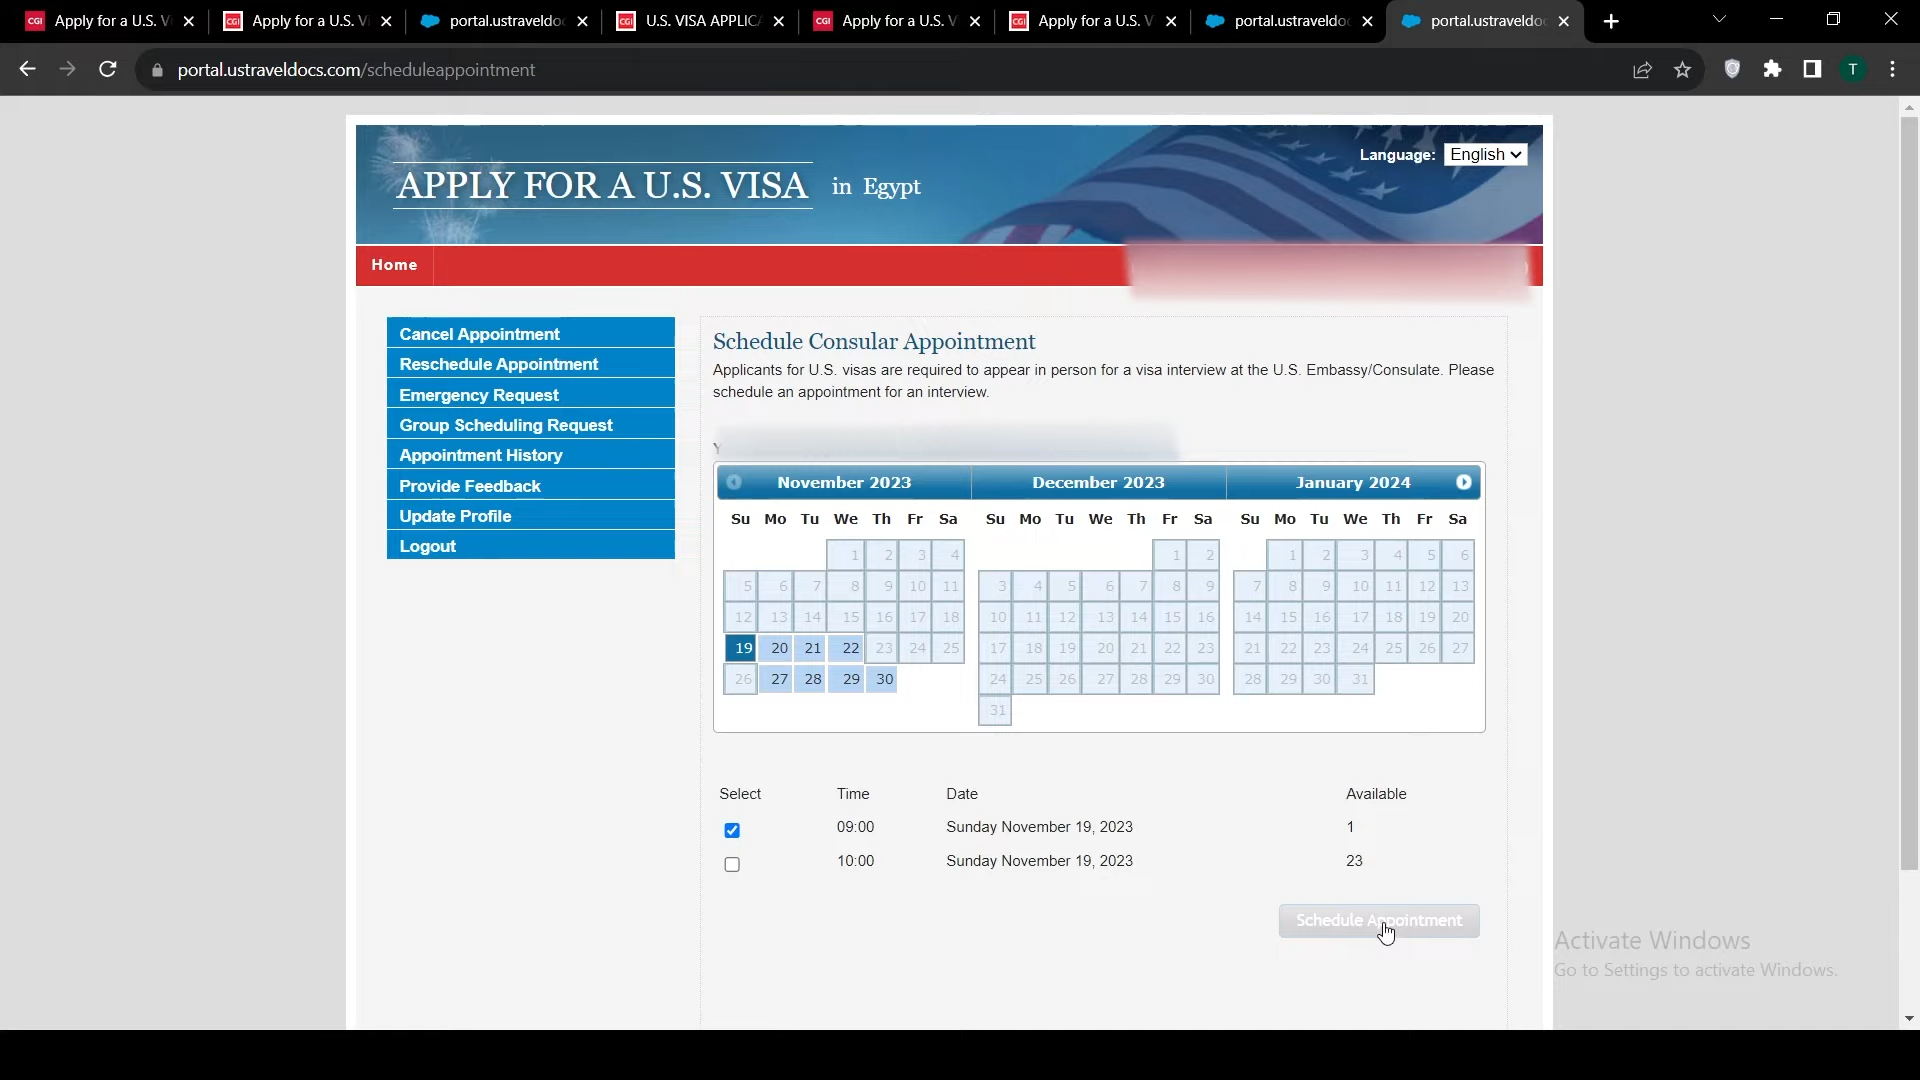 Apply for a U.S. V
Apply for a U.S. Vi
portal.ustraveldoc
U.S. VISA APPLIC
Apply for a U.S. V
Apply for a U.S. V
portal.ustraveldoc
portal.ustraveldoc
portal.ustraveldocs.com/scheduleappointment
T
APPLY FOR A U.S. VISA in Egypt
Language: English
Home
Cancel Appointment
Reschedule Appointment
Emergency Request
Group Scheduling Request
Appointment History
Provide Feedback
Update Profile
Logout
Schedule Consular Appointment
Applicants for U.S. visas are required to appear in person for a visa interview at the U.S. Embassy/Consulate. Please
schedule an appointment for an interview.
November 2023 December 2023 January 2024
Su Mo Tu We Th Fr Sa Su Mo Tu We Th Fr Sa Su Mo Tu We Th Fr Sa
1 2 3 4 1 2 1 2 3 4 5 6
5 6 7 8 9 10 11 3 4 5 6 7 8 9 7 8 9 10 11 12 13
12 13 14 15 16 17 18 10 11 12 13 14 15 16 14 15 16 17 18 19 20
19 20 21 22 23 24 25 17 18 19 20 21 22 23 21 22 23 24 25 26 27
26 27 28 29 30 24 25 26 27 28 29 30 28 29 30 31
31
Select Time Date Available
09:00 Sunday November 19, 2023 1
10:00 Sunday November 19, 2023 23
Schedule Appointment
Activate Windows
Go to Settings to activate Windows.